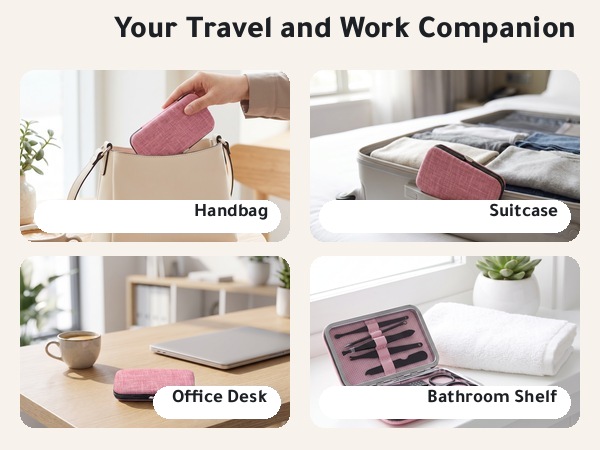 Your Travel and Work Companion
Handbag
Suitcase
Office Desk
Bathroom Shelf